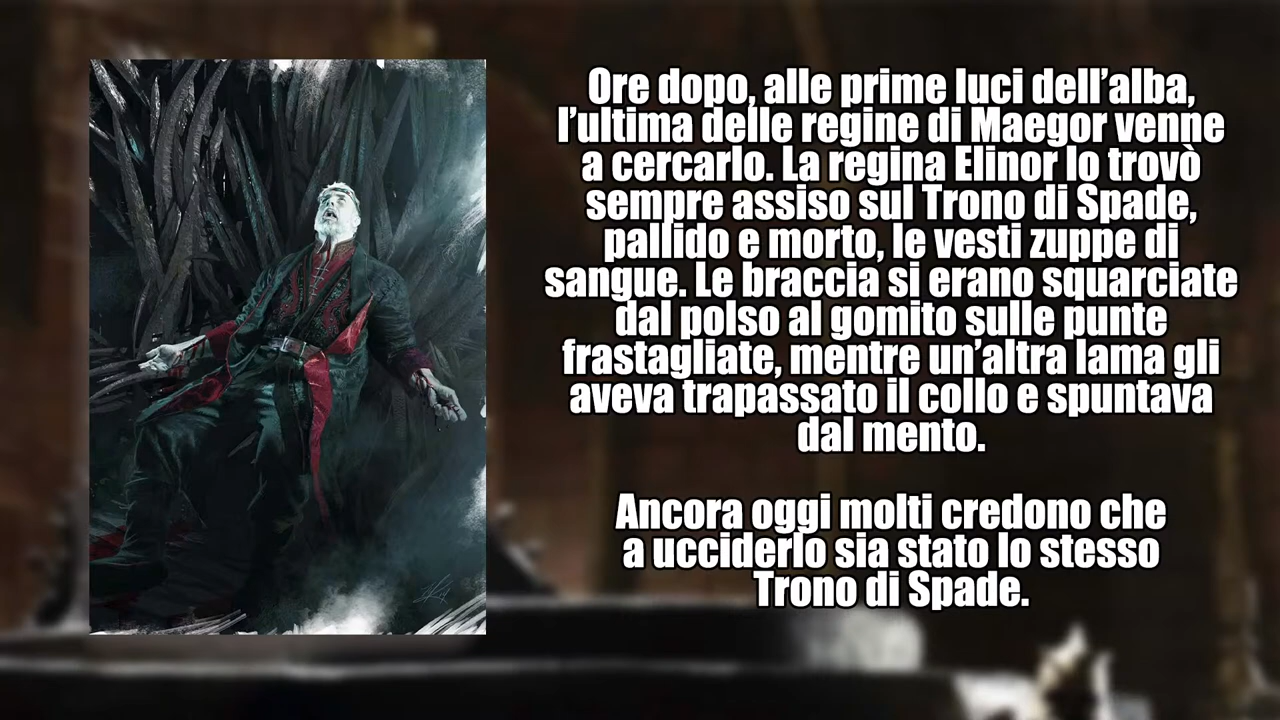 Ore dopo, alle prime luci dell’alba,
l’ultima delle regine di Maegor venne
a cercarlo. La regina Elinor lo trovò
sempre assiso sul Trono di Spade,
pallido e morto, le vesti zuppe di
sangue. Le braccia si erano squarciate
dal polso al gomito sulle punte
frastagliate, mentre un’altra lama gli
aveva trapassato il collo e spuntava
dal mento.
Ancora oggi molti credono che
a ucciderlo sia stato lo stesso
Trono di Spade.